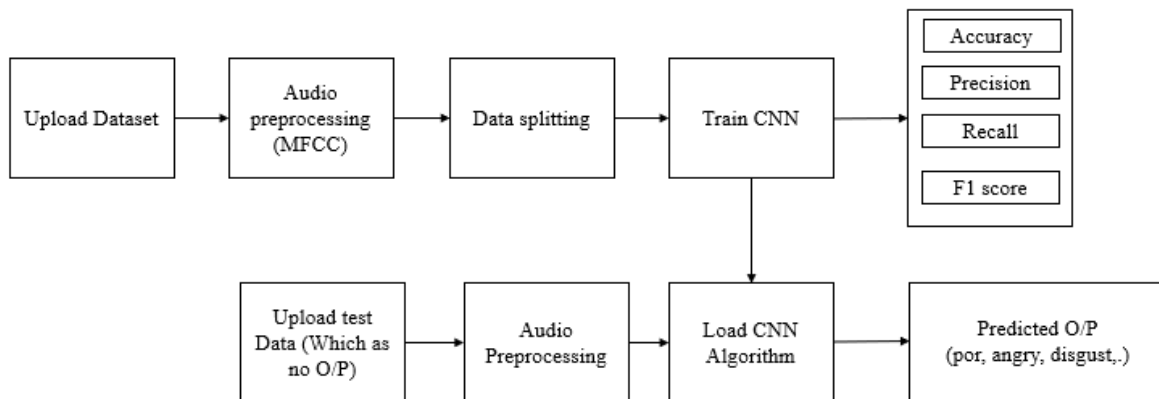 Upload Dataset
Audio
preprocessing
(MFCC)
Data splitting
Train CNN
Accuracy
Precision
Recall
F1 score
Upload test
Data (Which as
no O/P)
Audio
Preprocessing
Load CNN
Algorithm
Predicted O/P
(por, angry, disgust,.)